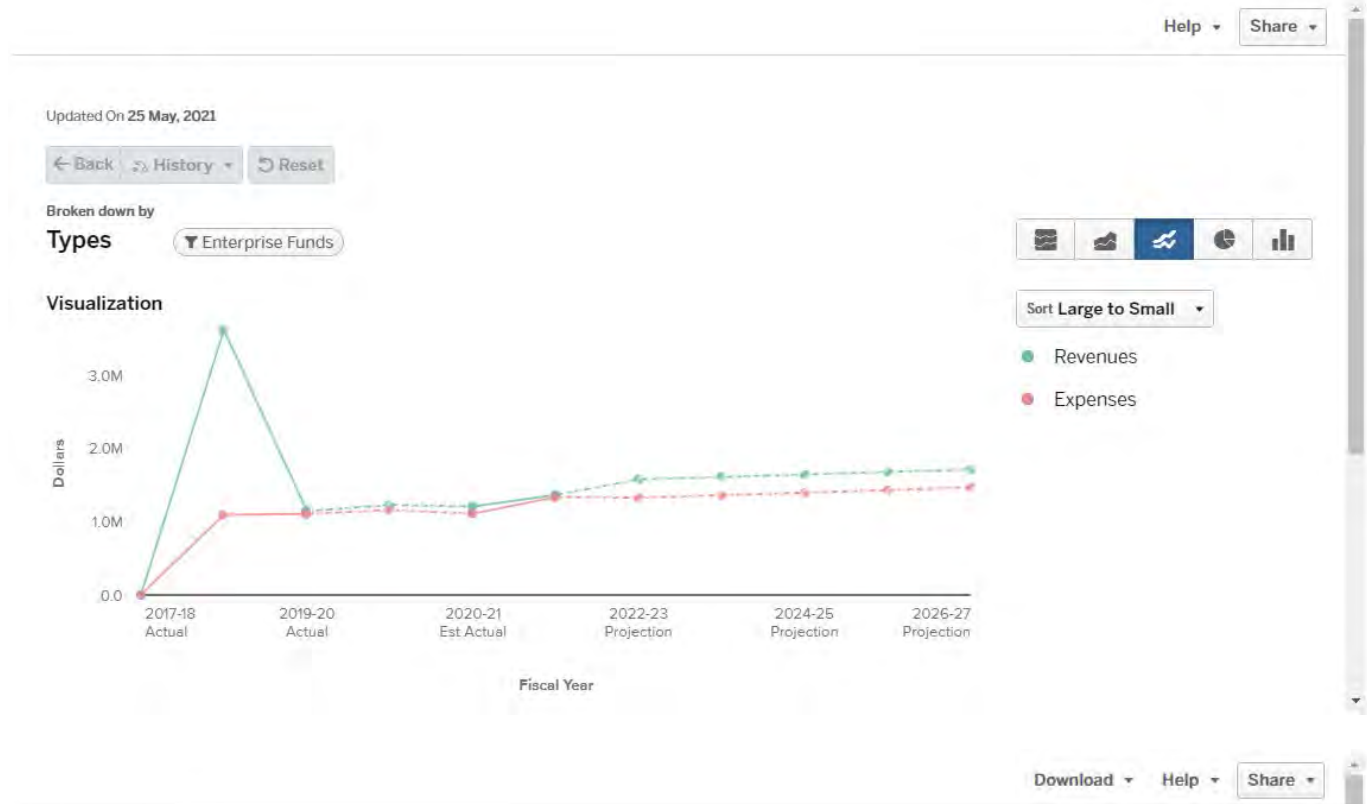 Help Share
Updated On 25 May, 2021
Back History Reset
Broken down by
Types Enterprise Funds
Visualization
Sort Large to Small
Revenues
Expenses
Dollars
3.0M
2.0M
1.0M
0.0
2017-18 2019-20 2020-21 2022-23 2024-25 2026-27
Actual Actual Est Actual Projection Projection Projection
Fiscal Year
Download Help Share